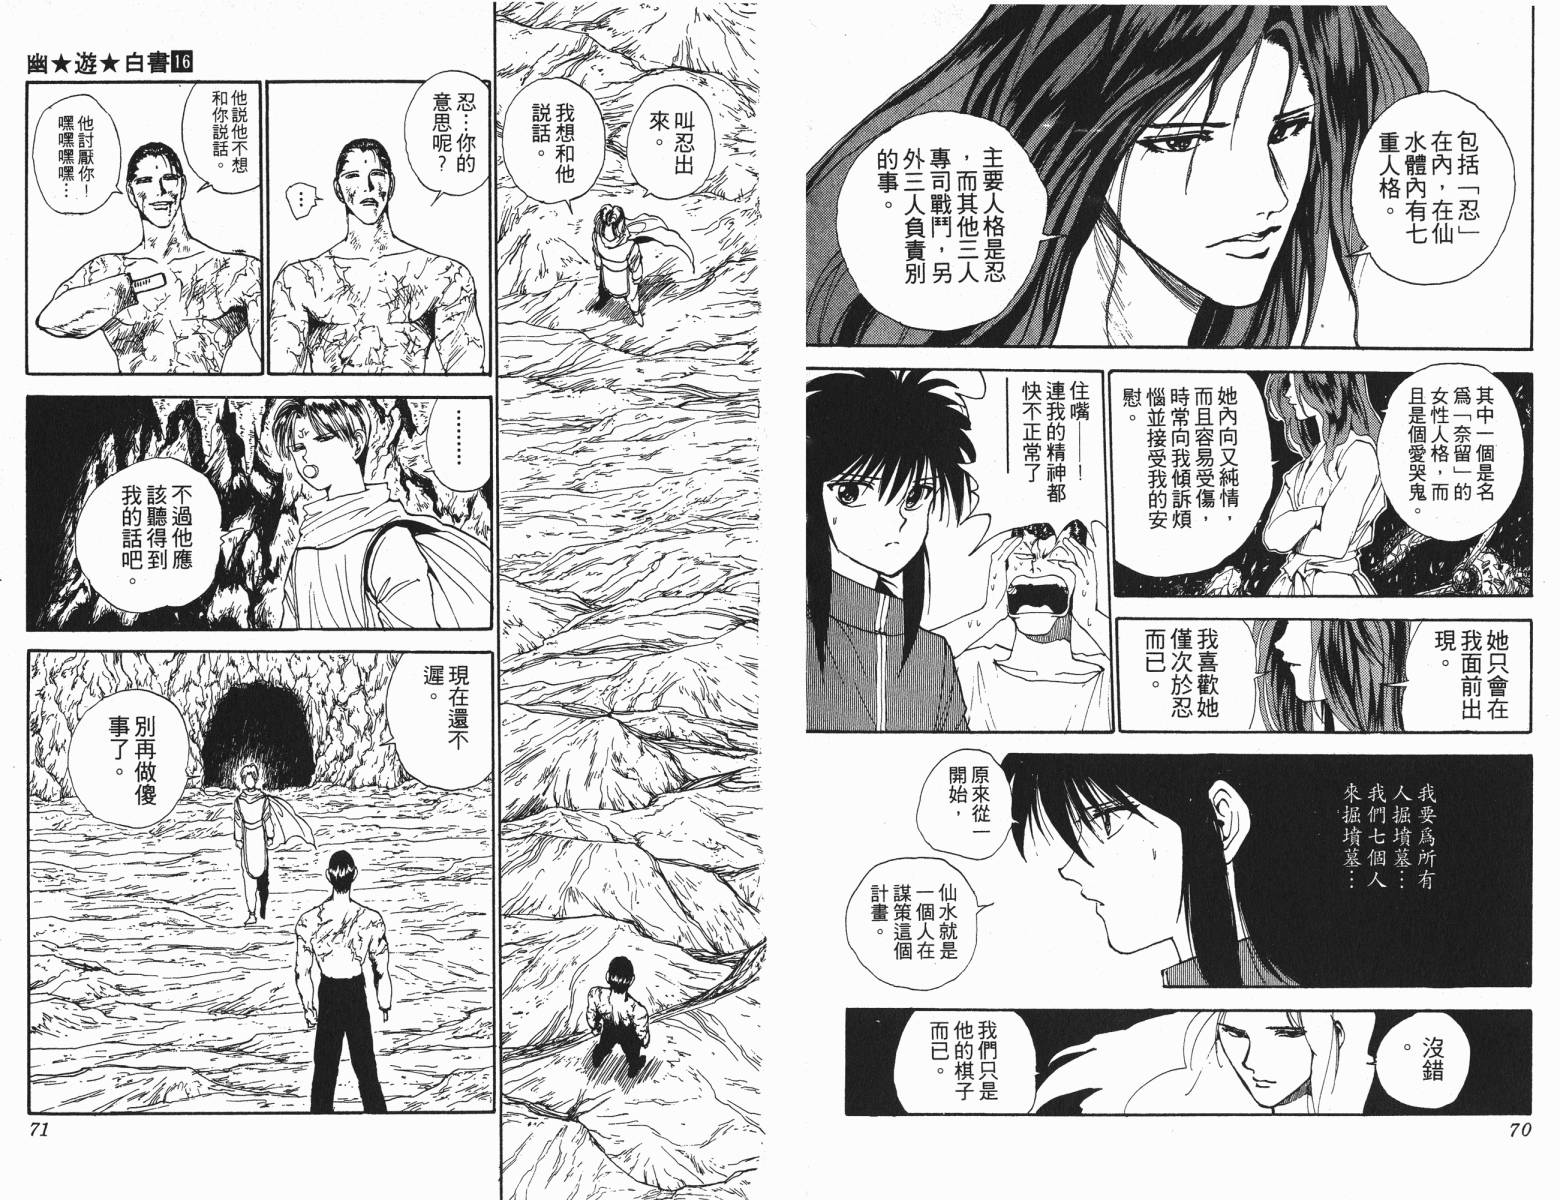 包括「忍」
在內，在仙
水體內有七
重人格。
主要人格是忍
，而其他三人
專司戰鬥，另
外三人負責別
的事。
其中一個是名
爲「奈留」的
女性人格，而
且是個愛哭鬼
。
她內向又純情，
而且容易受傷，
時常向我傾訴煩
惱並接受我的安
慰。
住嘴——！
連我的精神都
快不正常了
——
她只會在
我面前出
現。
我喜歡她
僅次於忍
而已。
我要爲所有
人掘墳墓…
我們七個人
來掘墳墓…
原來從一
開始，
仙水就是
一個人在
謀策這個
計畫。
沒錯
。
我們只是
他的棋子
而已。
70
幽★遊★白書16
叫忍出
來。
我想和他
説話。
忍…你的
意思呢？
…
他説他不想
和你說話。
他討厭你！
嘿嘿嘿嘿…
………
不過他應
該聽得到
我的話吧。
現在還不
遲。
別再做傻
事了。
71